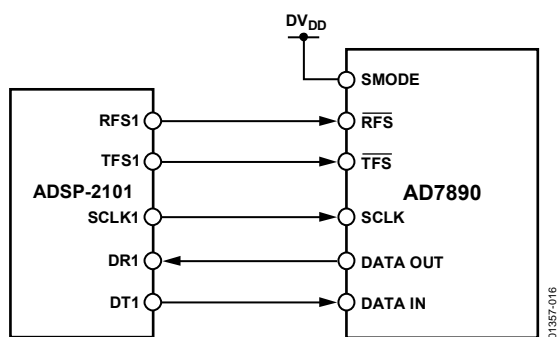 DVDD
SMODE
RFS1
RFS
TFS1
TFS
ADSP-2101
AD7890
SCLK1
SCLK
DR1
DATA OUT
DT1
DATA IN
01357-016